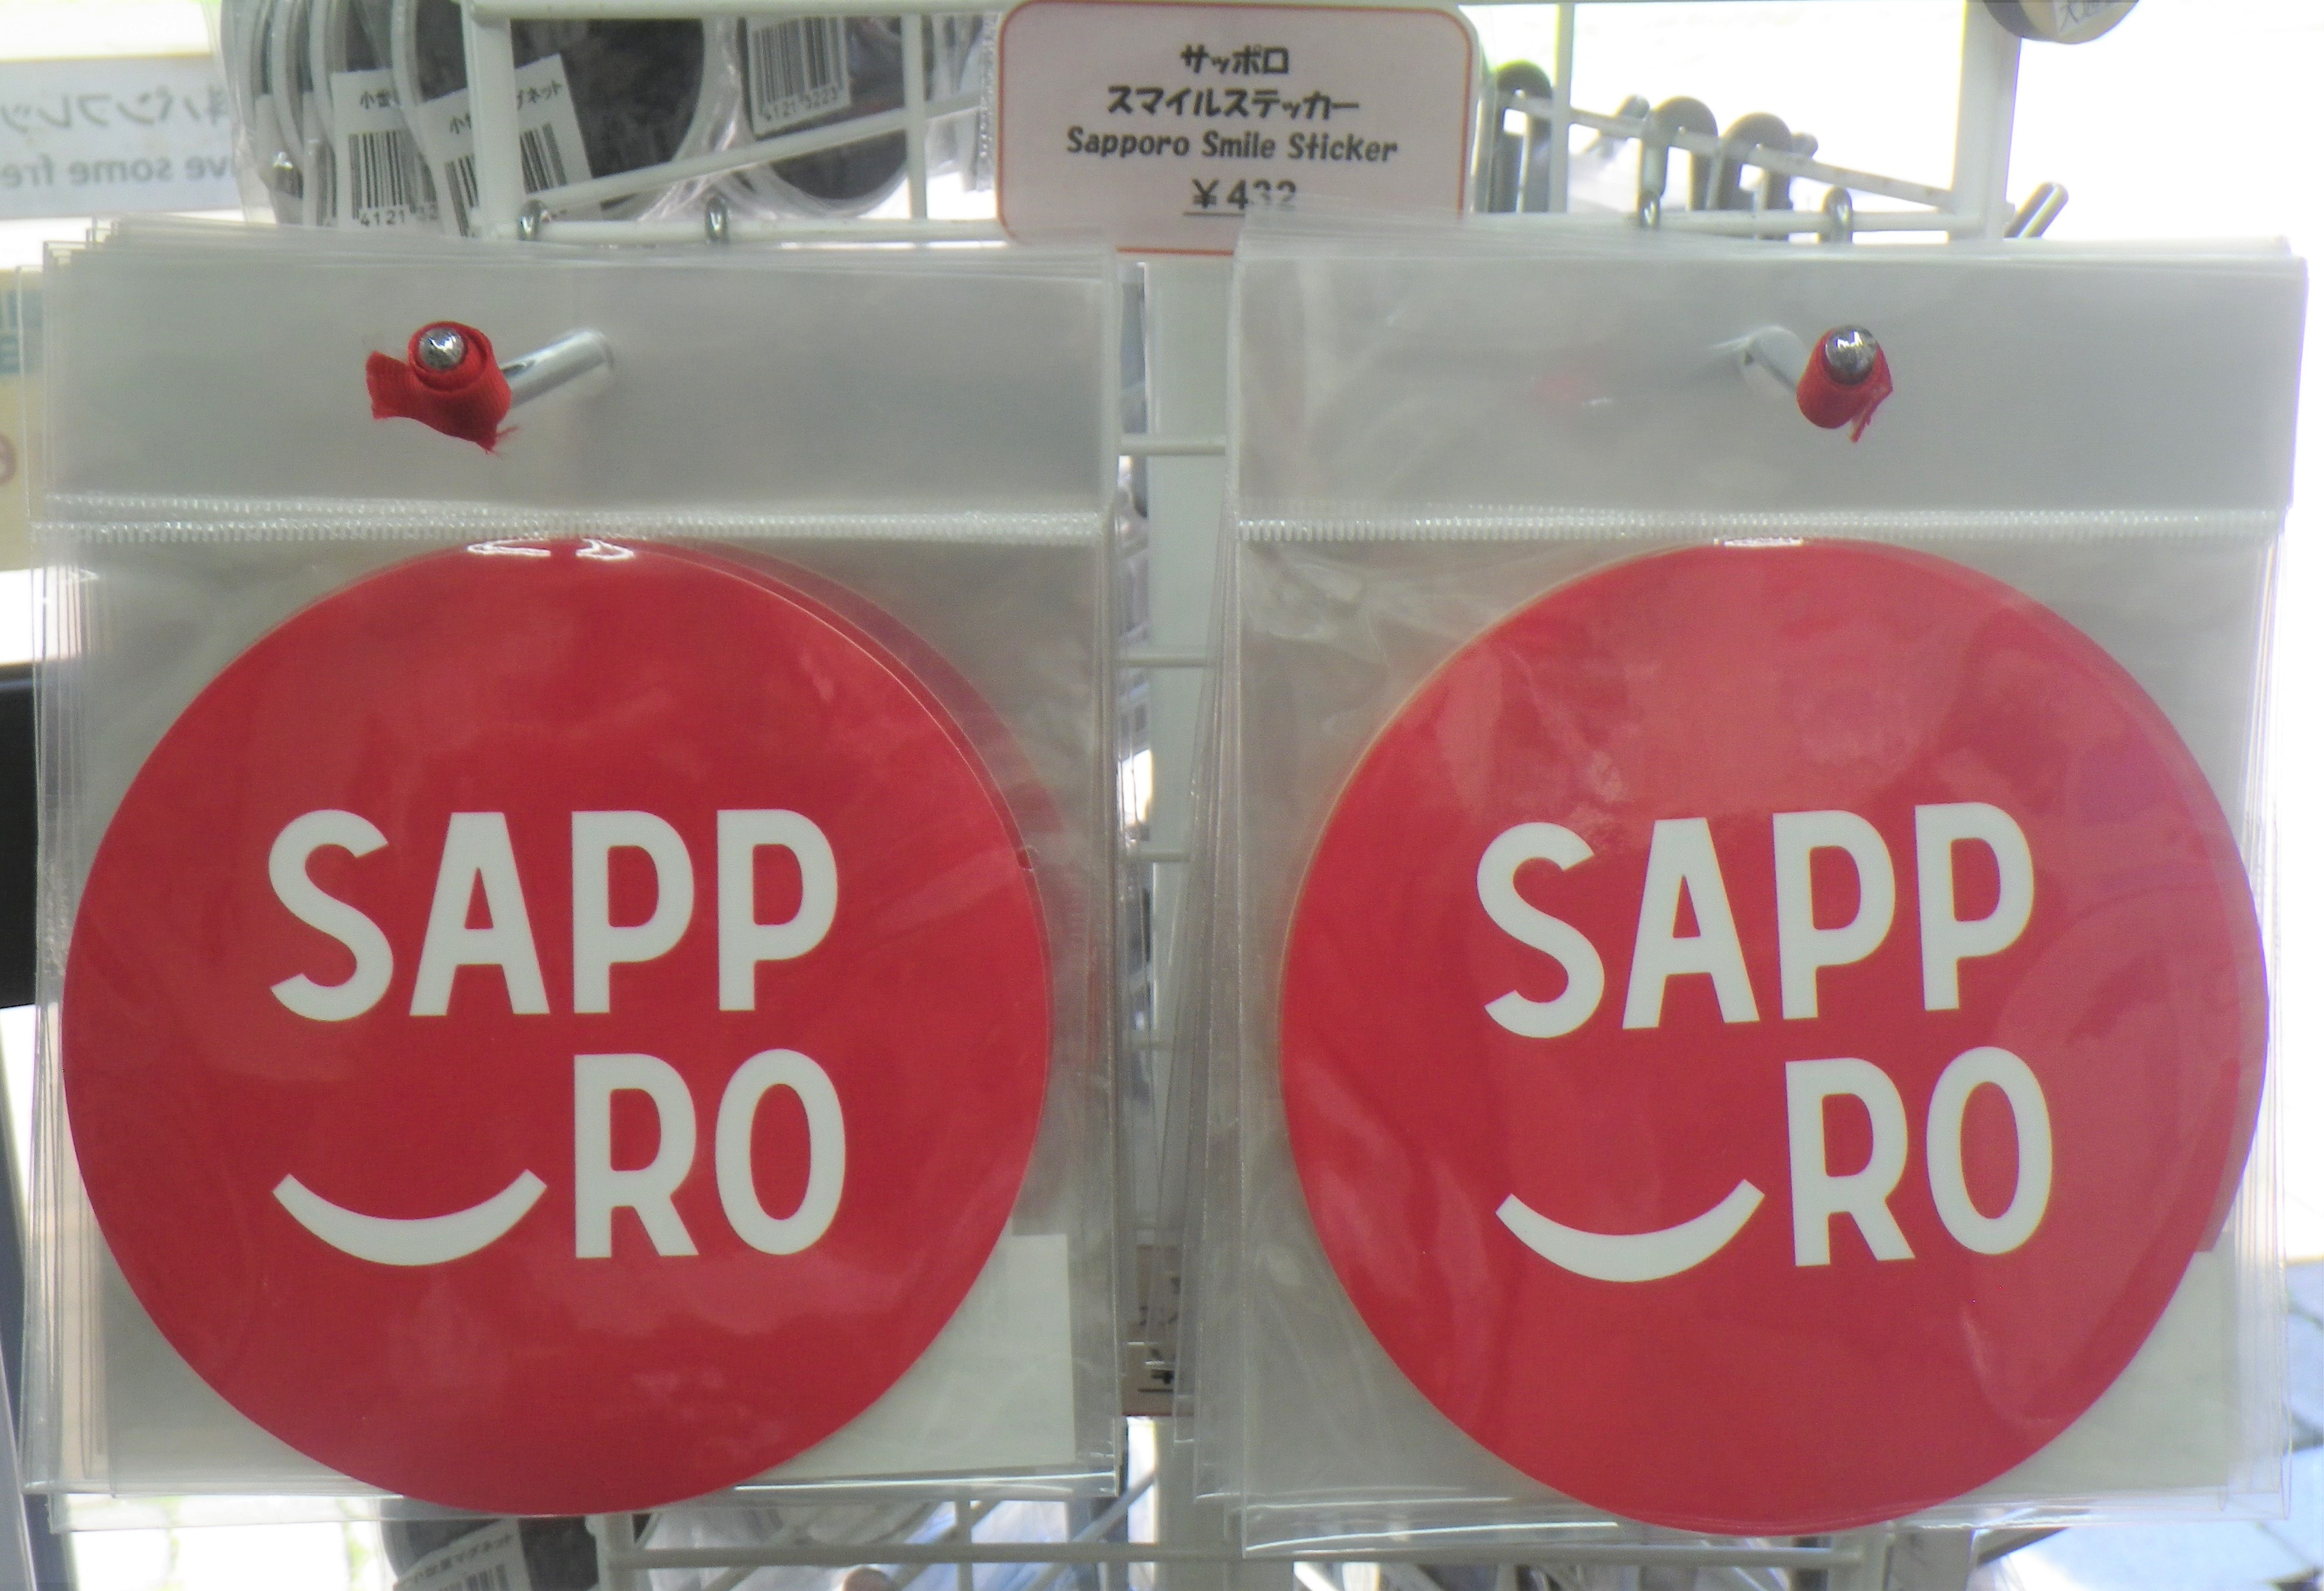 サッポロ
スマイルステッカー
Sapporo Smile Sticker
¥432
SAPP
RO
SAPP
RO